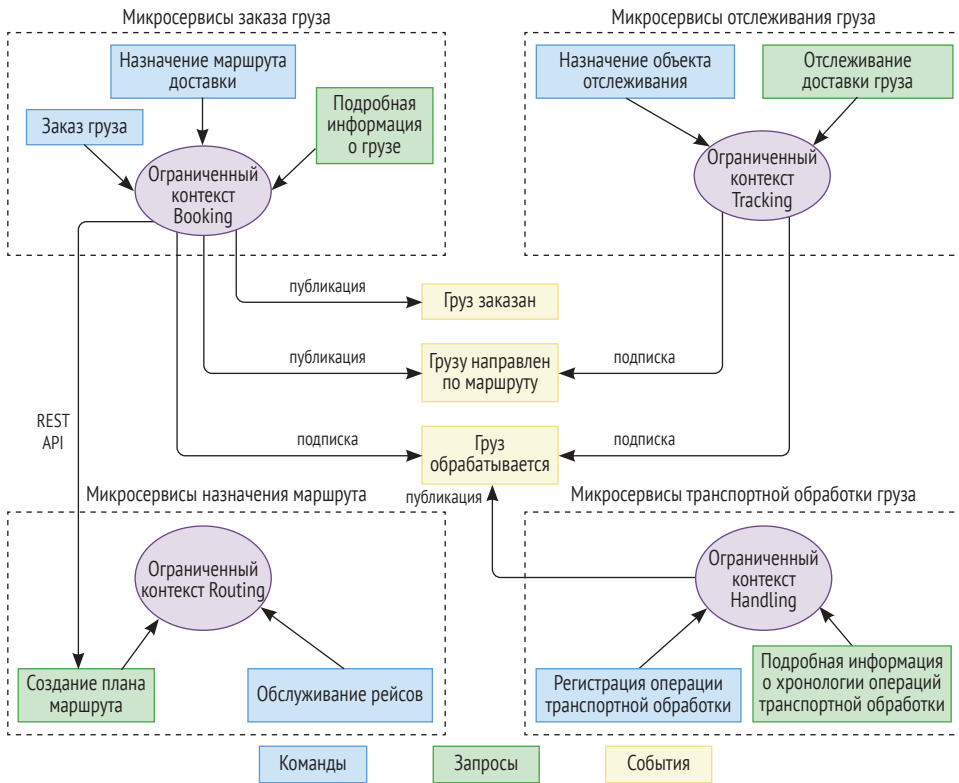 Микросервисы заказа груза
Назначение маршрута
доставки
Заказ груза
Подробная
информация
о грузе
Ограниченный
контекст
Booking
Микросервисы отслеживания груза
Назначение объекта
отслеживания
Отслеживание
доставки груза
Ограниченный
контекст
Tracking
публикация
Груз заказан
публикация
Грузу направлен
по маршруту
подписка
REST
API
подписка
Груз
обрабатывается
подписка
публикация
Микросервисы назначения маршрута
Ограниченный
контекст Routing
Создание плана
маршрута
Обслуживание рейсов
Микросервисы транспортной обработки груза
Ограниченный
контекст
Handling
Регистрация операции
транспортной обработки
Подробная информация
о хронологии операций
транспортной обработки
Команды
Запросы
События